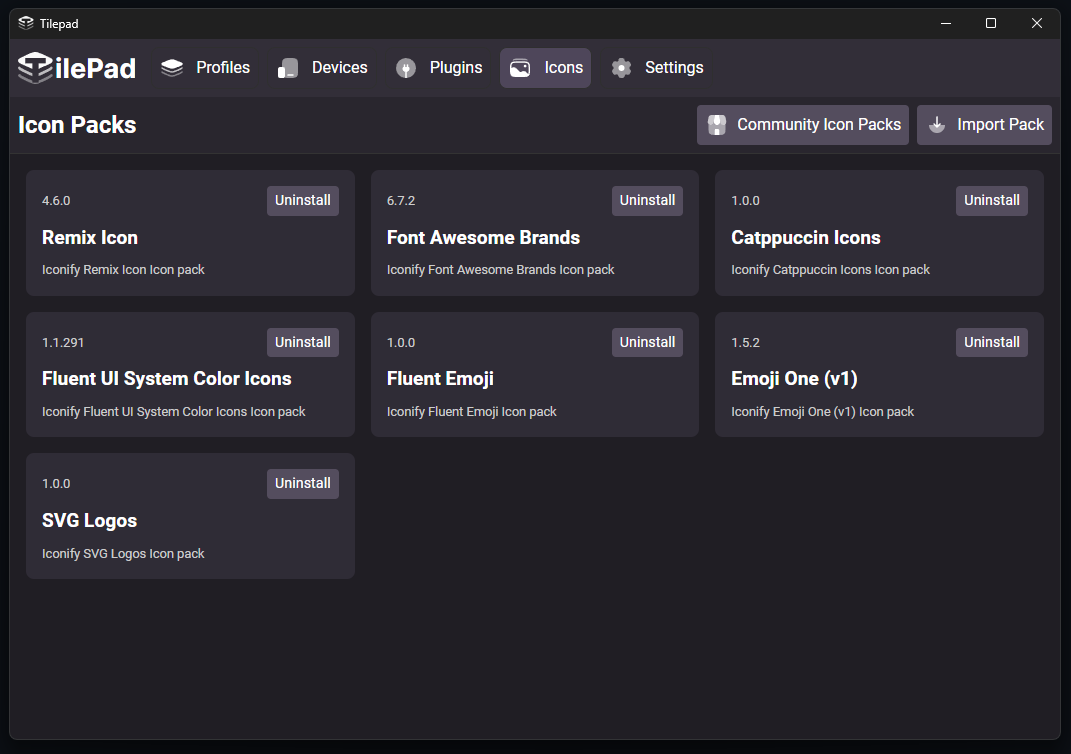 Tilepad
TilePad
Profiles
Devices
Plugins
Icons
Settings
Icon Packs
Community Icon Packs
Import Pack
4.6.0
Uninstall
Remix Icon
Iconify Remix Icon Icon pack
6.7.2
Uninstall
Font Awesome Brands
Iconify Font Awesome Brands Icon pack
1.0.0
Uninstall
Catppuccin Icons
Iconify Catppuccin Icons Icon pack
1.1.291
Uninstall
Fluent UI System Color Icons
Iconify Fluent UI System Color Icons Icon pack
1.0.0
Uninstall
Fluent Emoji
Iconify Fluent Emoji Icon pack
1.5.2
Uninstall
Emoji One (v1)
Iconify Emoji One (v1) Icon pack
1.0.0
Uninstall
SVG Logos
Iconify SVG Logos Icon pack